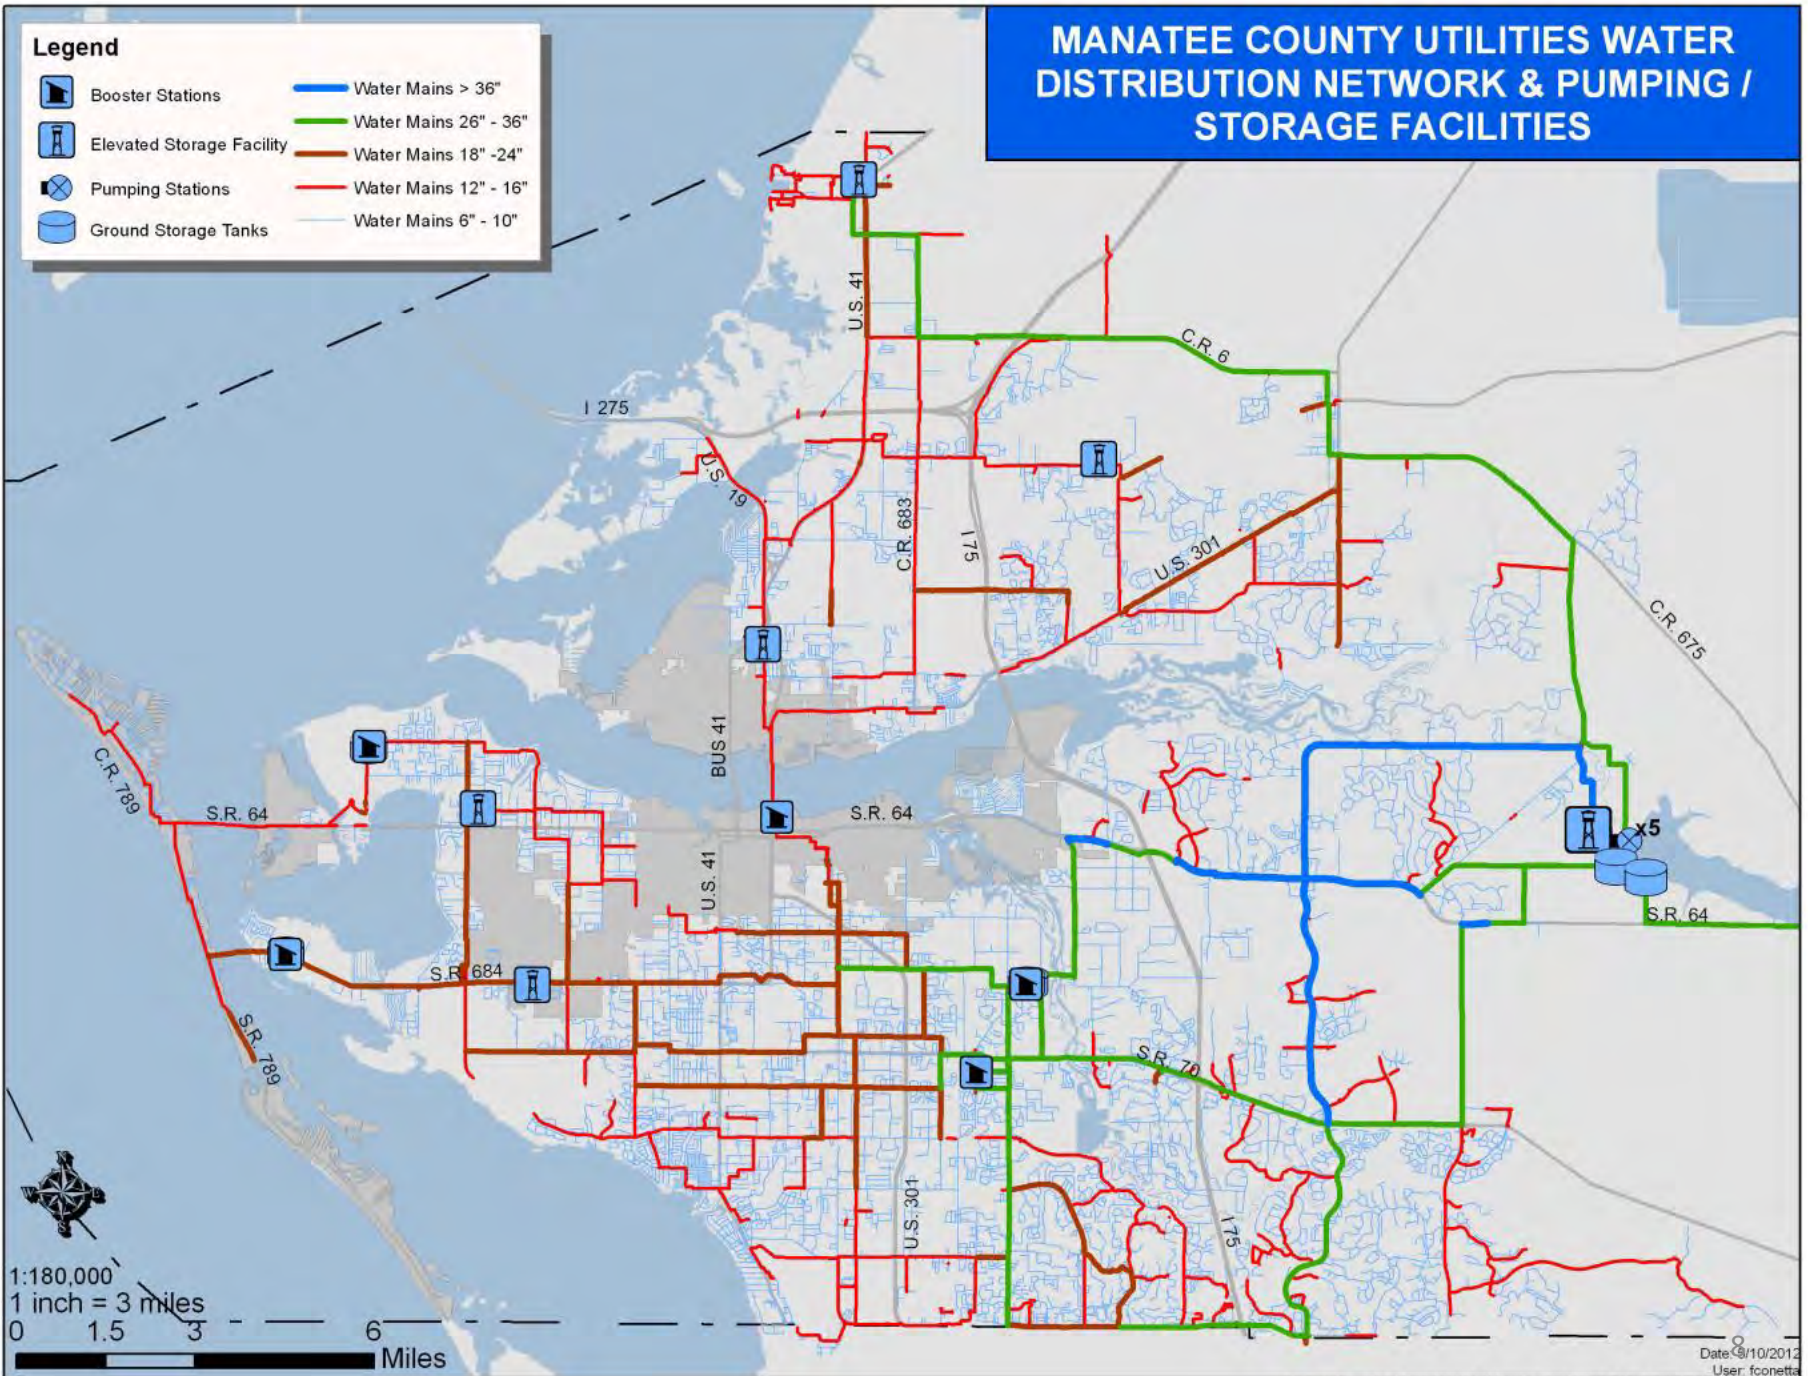 MANATEE COUNTY UTILITIES WATER
DISTRIBUTION NETWORK & PUMPING /
STORAGE FACILITIES
Legend
Booster Stations
Elevated Storage Facility
Pumping Stations
Ground Storage Tanks
Water Mains > 36"
Water Mains 26" - 36"
Water Mains 18" -24"
Water Mains 12" - 16"
Water Mains 6" - 10"
U.S. 41
C.R. 6
I 275
U.S. 19
C.R. 683
I 75
U.S. 301
C.R. 675
BUS 41
C.R. 789
S.R. 64
S.R. 64
x5
U.S. 41
S.R. 64
S.R. 684
S.R. 789
S.R. 70
U.S. 301
I 75
1:180,000
1 inch = 3 miles
0 1.5 3 6
Miles
8
Date: /10/2012
User: fconetta